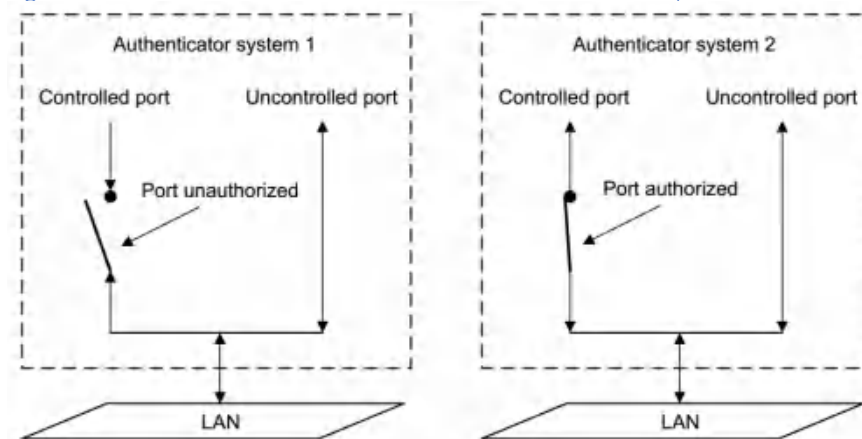 Authenticator system 1
Controlled port
Uncontrolled port
Port unauthorized
LAN
Authenticator system 2
Controlled port
Uncontrolled port
Port authorized
LAN